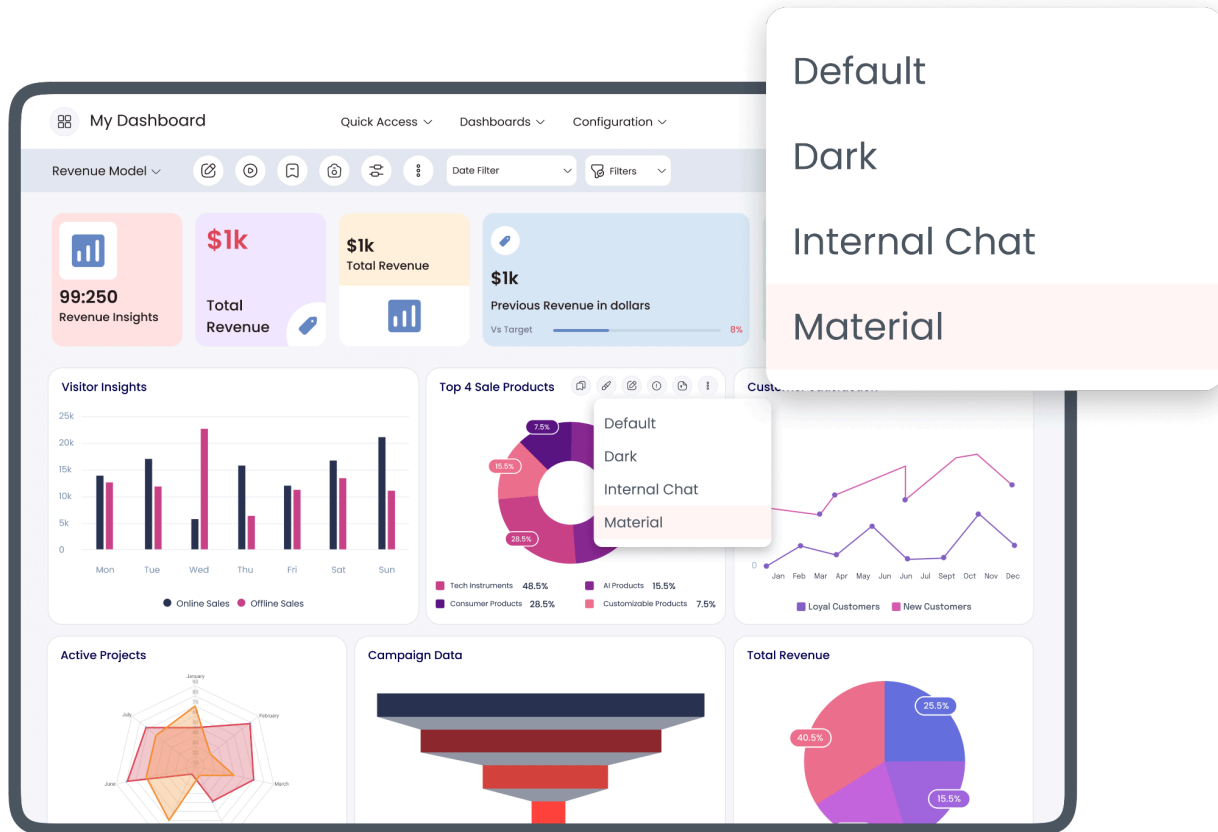 Default
Dark
Internal Chat
Material
My Dashboard
Quick Access
Dashboards
Configuration
Revenue Model
Date Filter
Filters
99:250
Revenue Insights
$1k
Total
Revenue
$1k
Total Revenue
$1k
Previous Revenue in dollars
Vs Target
8%
Visitor Insights
25k
20k
15k
10k
5k
0
Mon Tue Wed Thu Fri Sat Sun
Online Sales Offline Sales
Top 4 Sale Products
7.5%
15.5%
28.5%
Default
Dark
Internal Chat
Material
Tech Instruments 48.5% AI Products 15.5%
Consumer Products 28.5% Customizable Products 7.5%
0
Jan Feb Mar Apr May Jun Jun Jul Sept Oct Nov Dec
Loyal Customers New Customers
Active Projects
January
February
March
June
July
Campaign Data
Total Revenue
25.5%
40.5%
15.5%